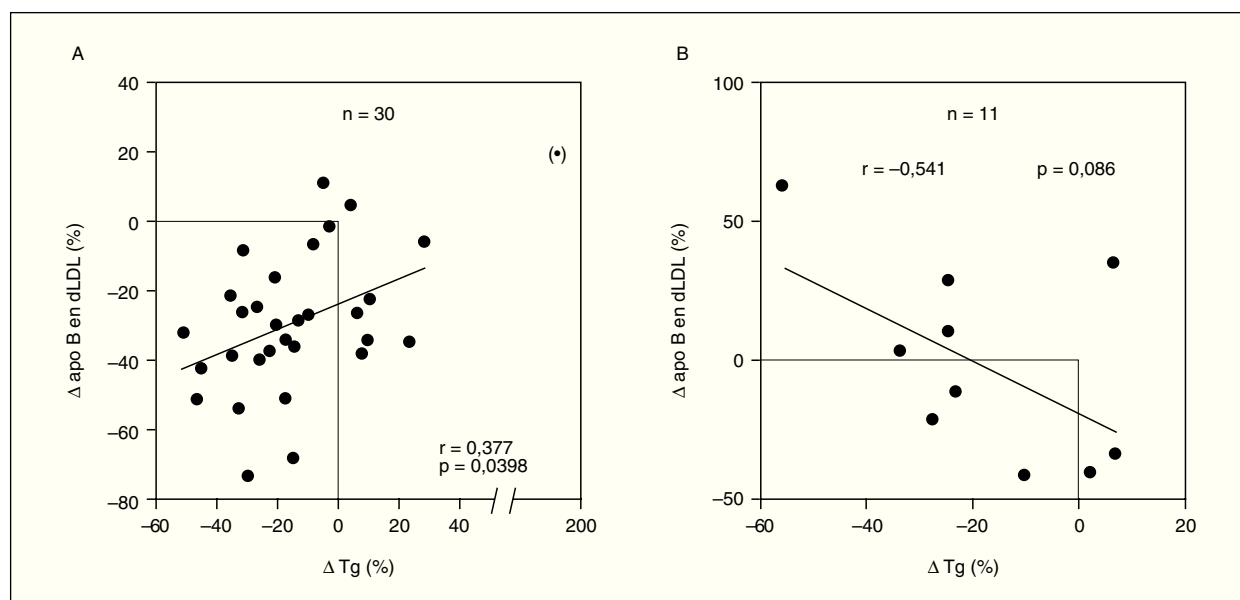 A
40
20
0
−20
−40
−60
−80
Δ apo B en dLDL (%)
n = 30
(•)
r = 0,377
p = 0,0398
−60
−40
−20
0
20
40
200
Δ Tg (%)
B
100
50
0
−50
Δ apo B en dLDL (%)
n = 11
r = −0,541 p = 0,086
−60
−40
−20
0
20
Δ Tg (%)